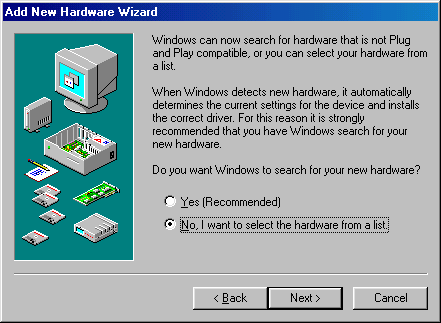 Add New Hardware Wizard
Windows can now search for hardware that is not Plug
and Play compatible, or you can select your hardware from
a list.
When Windows detects new hardware, it automatically
determines the current settings for the device and installs
the correct driver. For this reason it is strongly
recommended that you have Windows search for your
new hardware.
Do you want Windows to search for your new hardware?
Yes (Recommended)
No, I want to select the hardware from a list.
< Back
Next >
Cancel